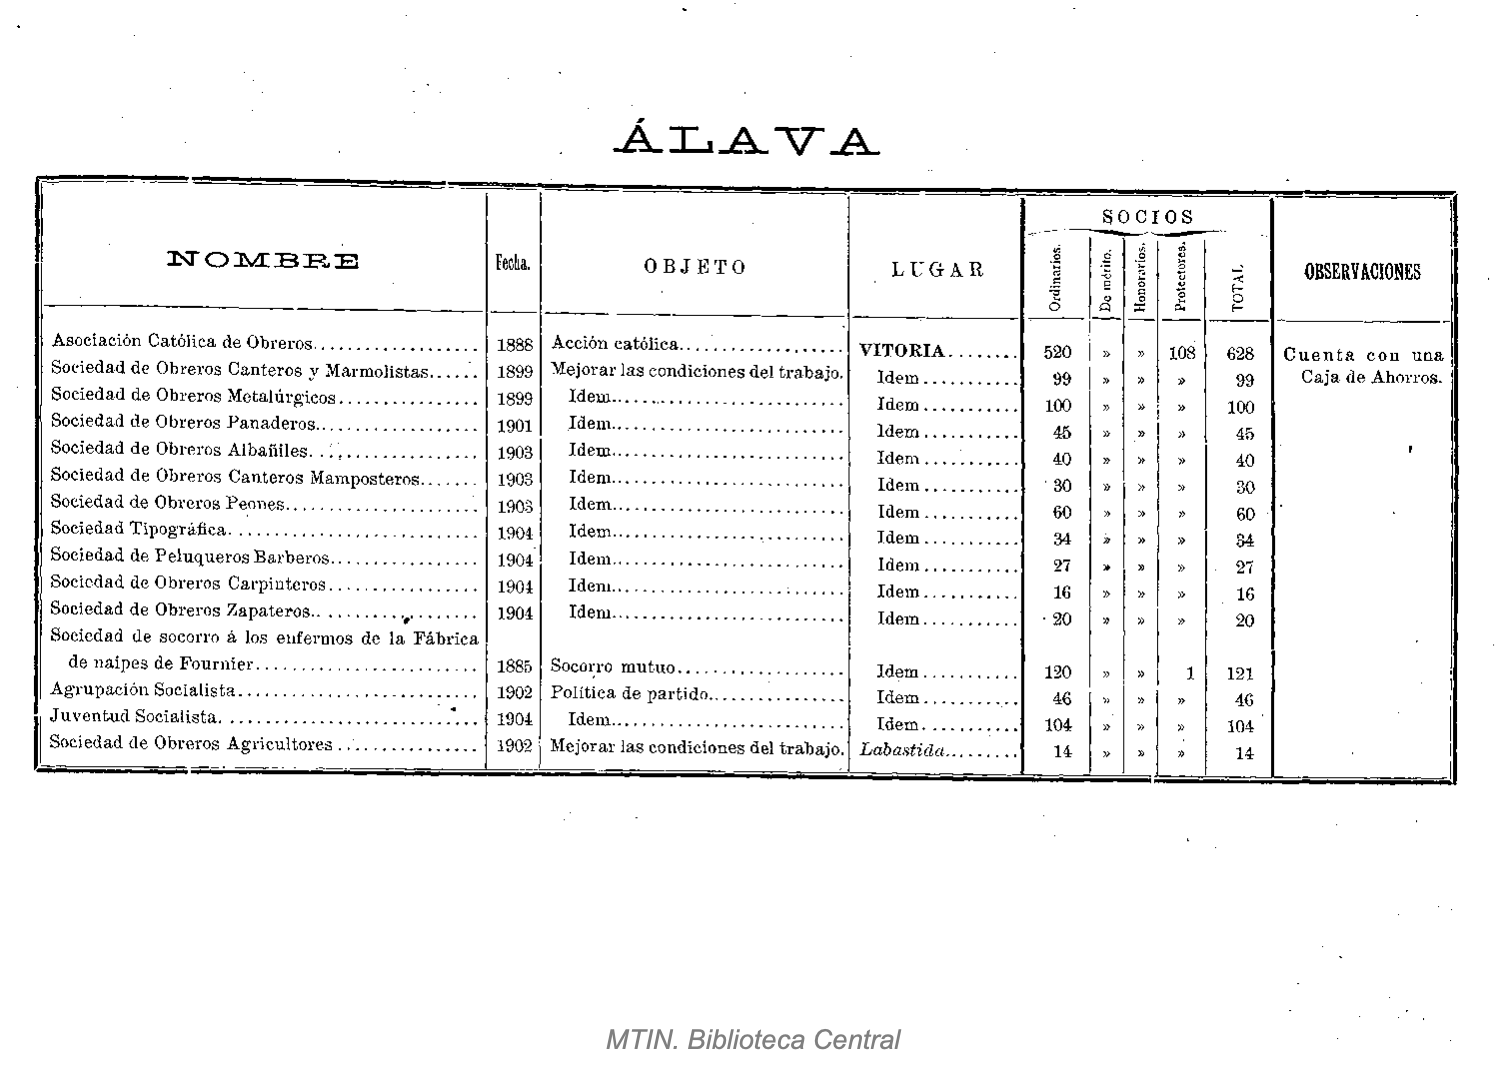 ÁLAVA
NOMBRE Fecha. OBJETO LUGAR SOCIOS OBSERVACIONES
Ordinarios. De mérito. Honorarios. Protectores. TOTAL
Asociación Católica de Obreros................... 1888 Acción católica.................. VITORIA........ 520 » » 108 628 Cuenta con una
Sociedad de Obreros Canteros y Marmolistas...... 1899 Mejorar las condiciones del trabajo. Idem........... 99 » » » 99 Caja de Ahorros.
Sociedad de Obreros Metalúrgicos................ 1899 Idem........................... Idem........... 100 » » » 100
Sociedad de Obreros Panaderos................... 1901 Idem........................... Idem........... 45 » » » 45
Sociedad de Obreros Albañiles.................... 1903 Idem........................... Idem........... 40 » » » 40
Sociedad de Obreros Canteros Mamposteros....... 1903 Idem........................... Idem........... 30 » » » 30
Sociedad de Obreros Peones....................... 1903 Idem........................... Idem........... 60 » » » 60
Sociedad Tipográfica.............................. 1904 Idem........................... Idem........... 34 » » » 34
Sociedad de Peluqueros Barberos................. 1904 Idem........................... Idem........... 27 » » » 27
Sociedad de Obreros Carpinteros................. 1904 Idem........................... Idem........... 16 » » » 16
Sociedad de Obreros Zapateros................... 1904 Idem........................... Idem........... 20 » » » 20
Sociedad de socorro á los enfermos de la Fábrica
de naipes de Fournier.......................... 1885 Socorro mutuo.................. Idem........... 120 » » 1 121
Agrupación Socialista............................ 1902 Política de partido............... Idem........... 46 » » » 46
Juventud Socialista.............................. 1904 Idem........................... Idem........... 104 » » » 104
Sociedad de Obreros Agricultores................ 1902 Mejorar las condiciones del trabajo. Labastida........ 14 » » » 14
MTIN. Biblioteca Central